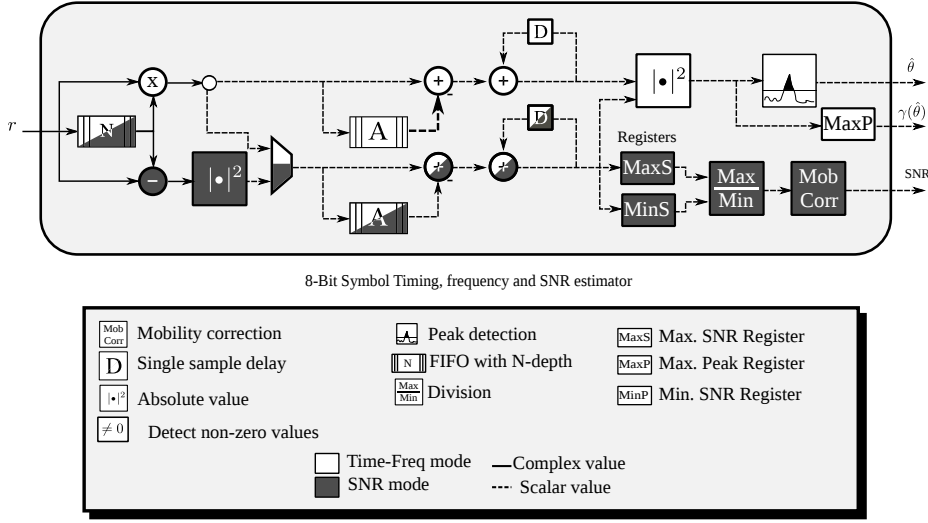 D
θ̂
x
+
+
|•|²
r
N
A
MaxP
γ(θ̂)
D
Registers
−
|•|²
+
+
MaxS
Max
Min
Mob
Corr
SNR
A
MinS
8-Bit Symbol Timing, frequency and SNR estimator
Mob
Corr
Mobility correction
Peak detection
MaxS
Max. SNR Register
D
Single sample delay
N
FIFO with N-depth
MaxP
Max. Peak Register
|•|²
Absolute value
Max
Min
Division
MinP
Min. SNR Register
≠ 0
Detect non-zero values
Time-Freq mode
Complex value
SNR mode
Scalar value